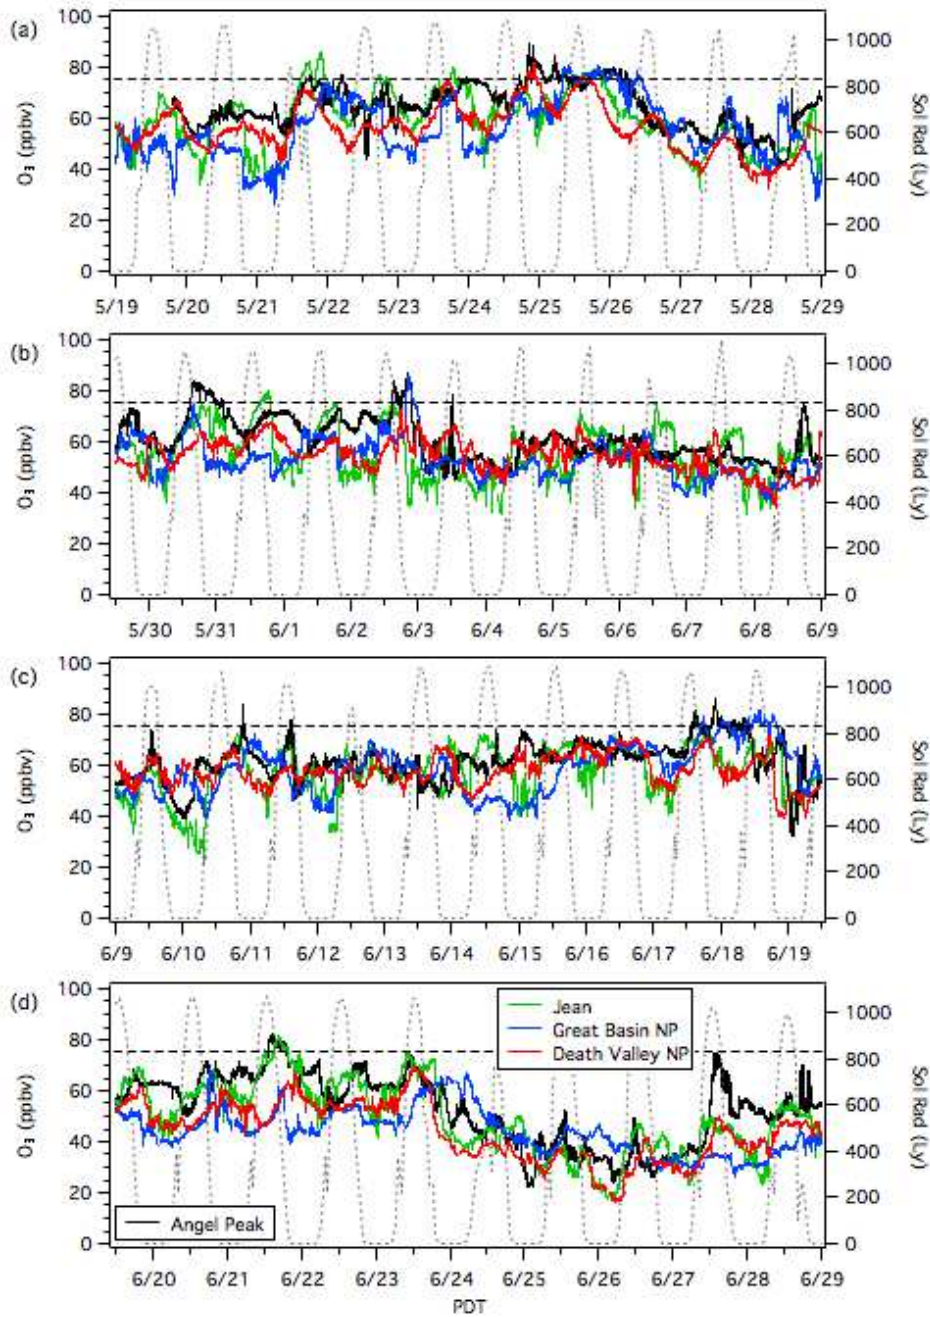 (a)
100
80
60
40
20
0
O₃ (ppbv)
1000
800
600
400
200
0
Sol Rad (Ly)
5/19 5/20 5/21 5/22 5/23 5/24 5/25 5/26 5/27 5/28 5/29
(b)
100
80
60
40
20
0
O₃ (ppbv)
1000
800
600
400
200
0
Sol Rad (Ly)
5/30 5/31 6/1 6/2 6/3 6/4 6/5 6/6 6/7 6/8 6/9
(c)
100
80
60
40
20
0
O₃ (ppbv)
1000
800
600
400
200
0
Sol Rad (Ly)
6/9 6/10 6/11 6/12 6/13 6/14 6/15 6/16 6/17 6/18 6/19
(d)
100
80
60
40
20
0
O₃ (ppbv)
Jean
Great Basin NP
Death Valley NP
Angel Peak
1000
800
600
400
200
0
Sol Rad (Ly)
6/20 6/21 6/22 6/23 6/24 6/25 6/26 6/27 6/28 6/29
PDT